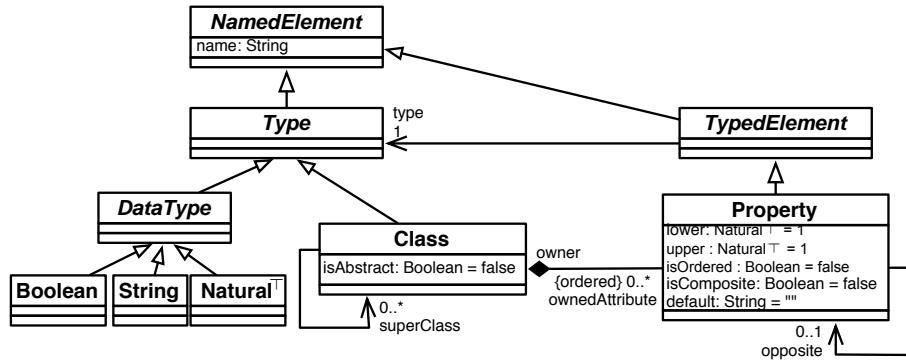 NamedElement
name: String
type
1
Type
TypedElement
DataType
Property
lower: Natural⊤ = 1
upper : Natural⊤ = 1
isOrdered : Boolean = false
isComposite: Boolean = false
default: String = ""
Class
isAbstract: Boolean = false
owner
{ordered} 0..*
ownedAttribute
Boolean
String
Natural⊤
0..*
superClass
0..1
opposite